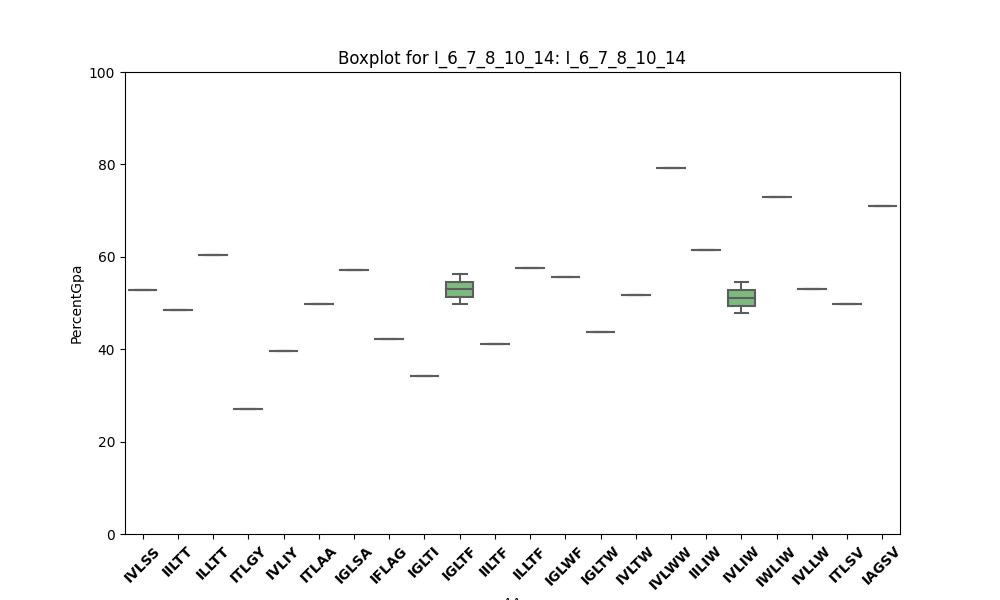 Boxplot for I_6_7_8_10_14: I_6_7_8_10_14
100
80
60
40
20
0
PercentGpa
IVLSS IILTT ILLTT ITLGY IVLIY ITLAA IGLSA IFLAG IGLTI IGLTF IILTF ILLTF IGLWF IGLTW IVLTW IVLWW IILIW IVLIW IWLIW IVLLW ITLSV IAGSV